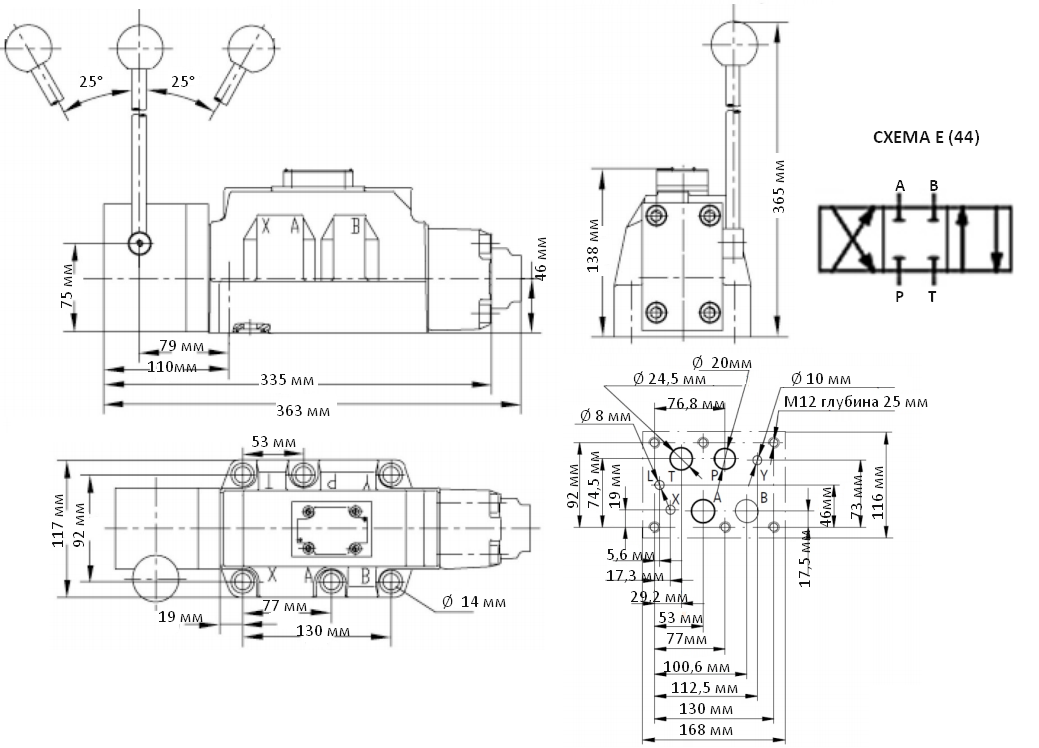 25°
25°
СХЕМА E (44)
A B
P T
X A B
75 мм
46 мм
79 мм
110мм
335 мм
363 мм
138 мм
365 мм
Ø 20мм
Ø 24,5 мм
Ø 10 мм
76,8 мм
M12 глубина 25 мм
Ø 8 мм
53 мм
T P Y
L T P Y
X A B
92 мм
74,5 мм
19 мм
46мм
73 мм
116 мм
17,5 мм
117 мм
92 мм
X A B
Ø 14 мм
19 мм
77 мм
130 мм
5,6 мм
17,3 мм
29,2 мм
53 мм
77мм
100,6 мм
112,5 мм
130 мм
168 мм